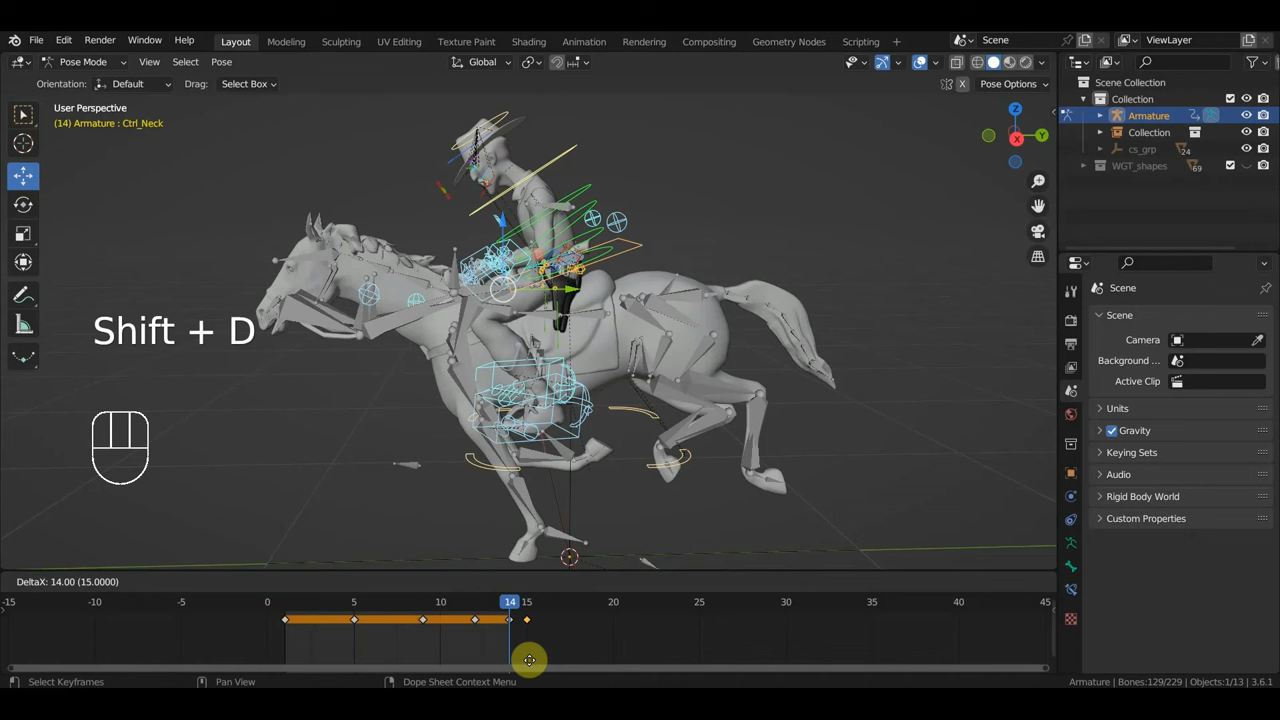 File Edit Render Window Help Layout Modeling Sculpting UV Editing Texture Paint Shading Animation Rendering Compositing Geometry Nodes Scripting + Scene ViewLayer
Pose Mode View Select Pose Global
Orientation: Default Drag: Select Box X Pose Options
User Perspective
(14) Armature : Ctrl_Neck
Z
Y
X
Scene Collection
Collection
Armature
Collection
cs_grp 24
WGT_shapes 69
Shift + D
Scene
Scene
Camera
Background ...
Active Clip
Units
Gravity
Keying Sets
Audio
Rigid Body World
Custom Properties
DeltaX: 14.00 (15.0000)
-15 -10 -5 0 5 10 14 15 20 25 30 35 40 45
Select Keyframes Pan View Dope Sheet Context Menu Armature | Bones:129/229 | Objects:1/13 | 3.6.1